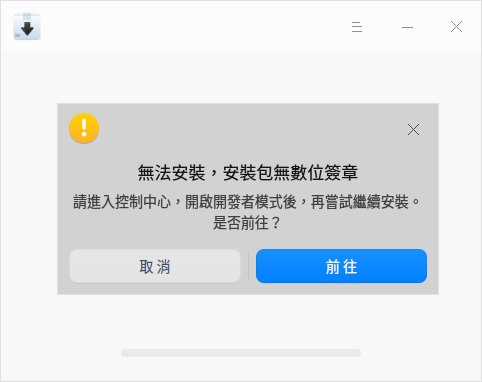 無法安裝，安裝包無數位簽章
請進入控制中心，開啟開發者模式後，再嘗試繼續安裝。
是否前往？
取消
前往